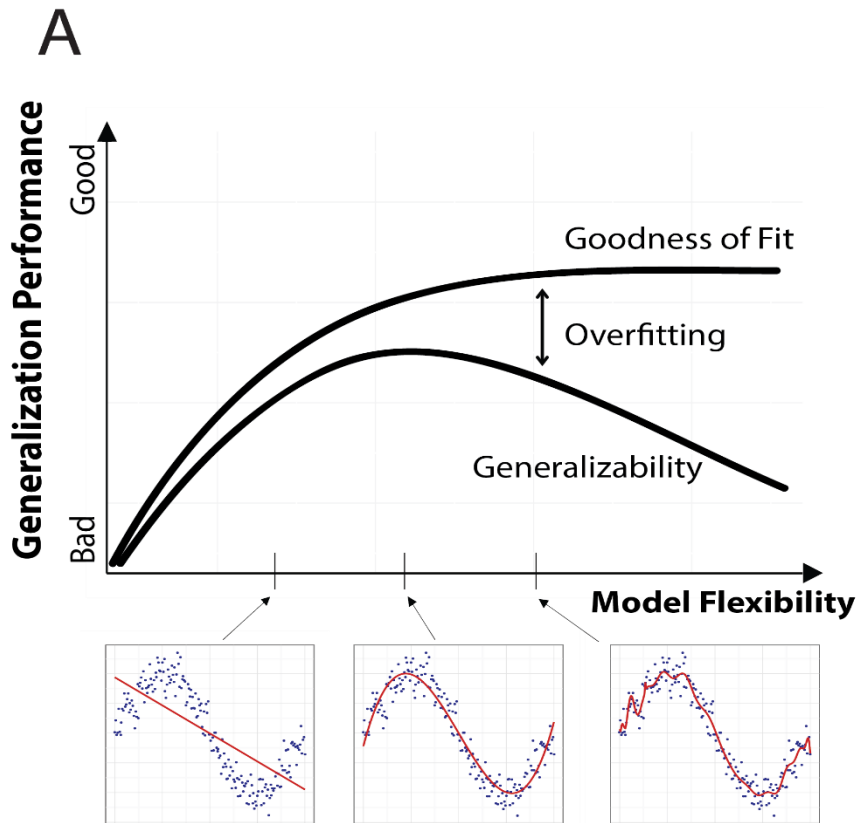 A
Generalization Performance
Good
Bad
Goodness of Fit
Overfitting
Generalizability
Model Flexibility